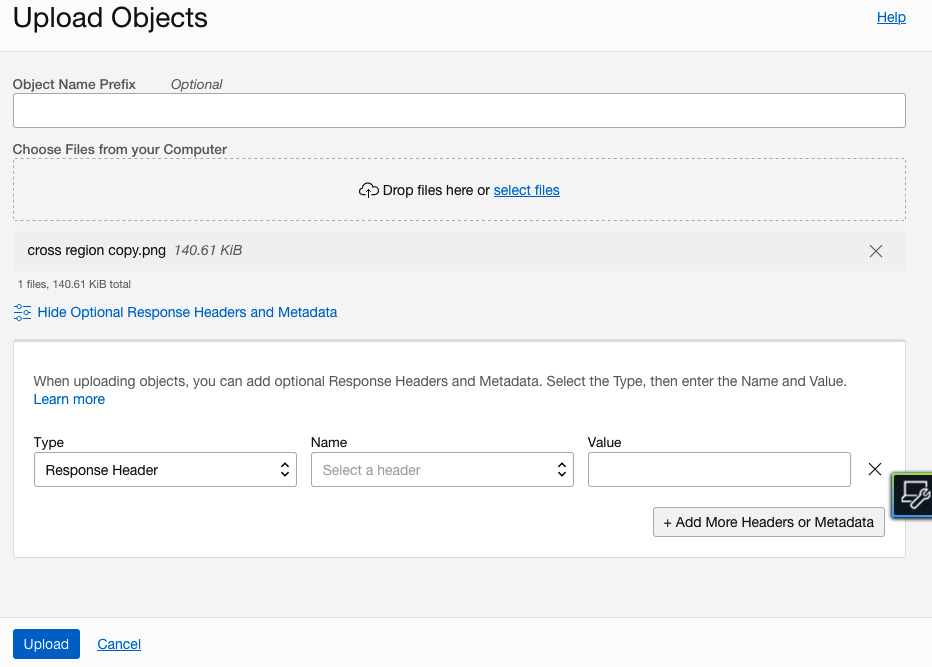 Upload Objects
Help
Object Name Prefix Optional
Choose Files from your Computer
Drop files here or select files
cross region copy.png 140.61 KiB
1 files, 140.61 KiB total
Hide Optional Response Headers and Metadata
When uploading objects, you can add optional Response Headers and Metadata. Select the Type, then enter the Name and Value.
Learn more
Type Name Value
Response Header Select a header
+ Add More Headers or Metadata
Upload Cancel